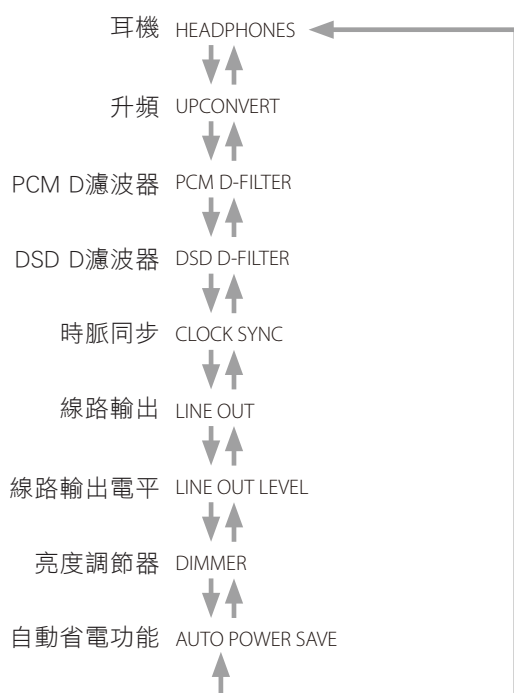 耳機 HEADPHONES
升頻 UPCONVERT
PCM D濾波器 PCM D-FILTER
DSD D濾波器 DSD D-FILTER
時脈同步 CLOCK SYNC
線路輸出 LINE OUT
線路輸出電平 LINE OUT LEVEL
亮度調節器 DIMMER
自動省電功能 AUTO POWER SAVE